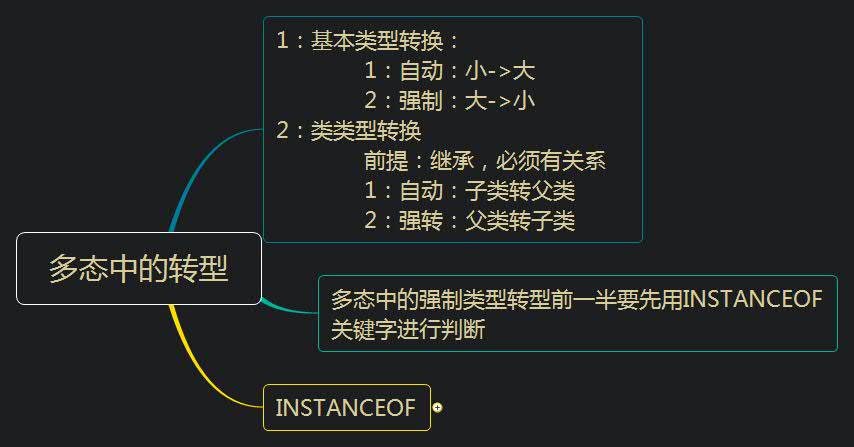 1：基本类型转换：
1：自动：小->大
2：强制：大->小
2：类类型转换
前提：继承，必须有关系
1：自动：子类转父类
2：强转：父类转子类
多态中的转型
多态中的强制类型转型前一半要先用INSTANCEOF
关键字进行判断
INSTANCEOF